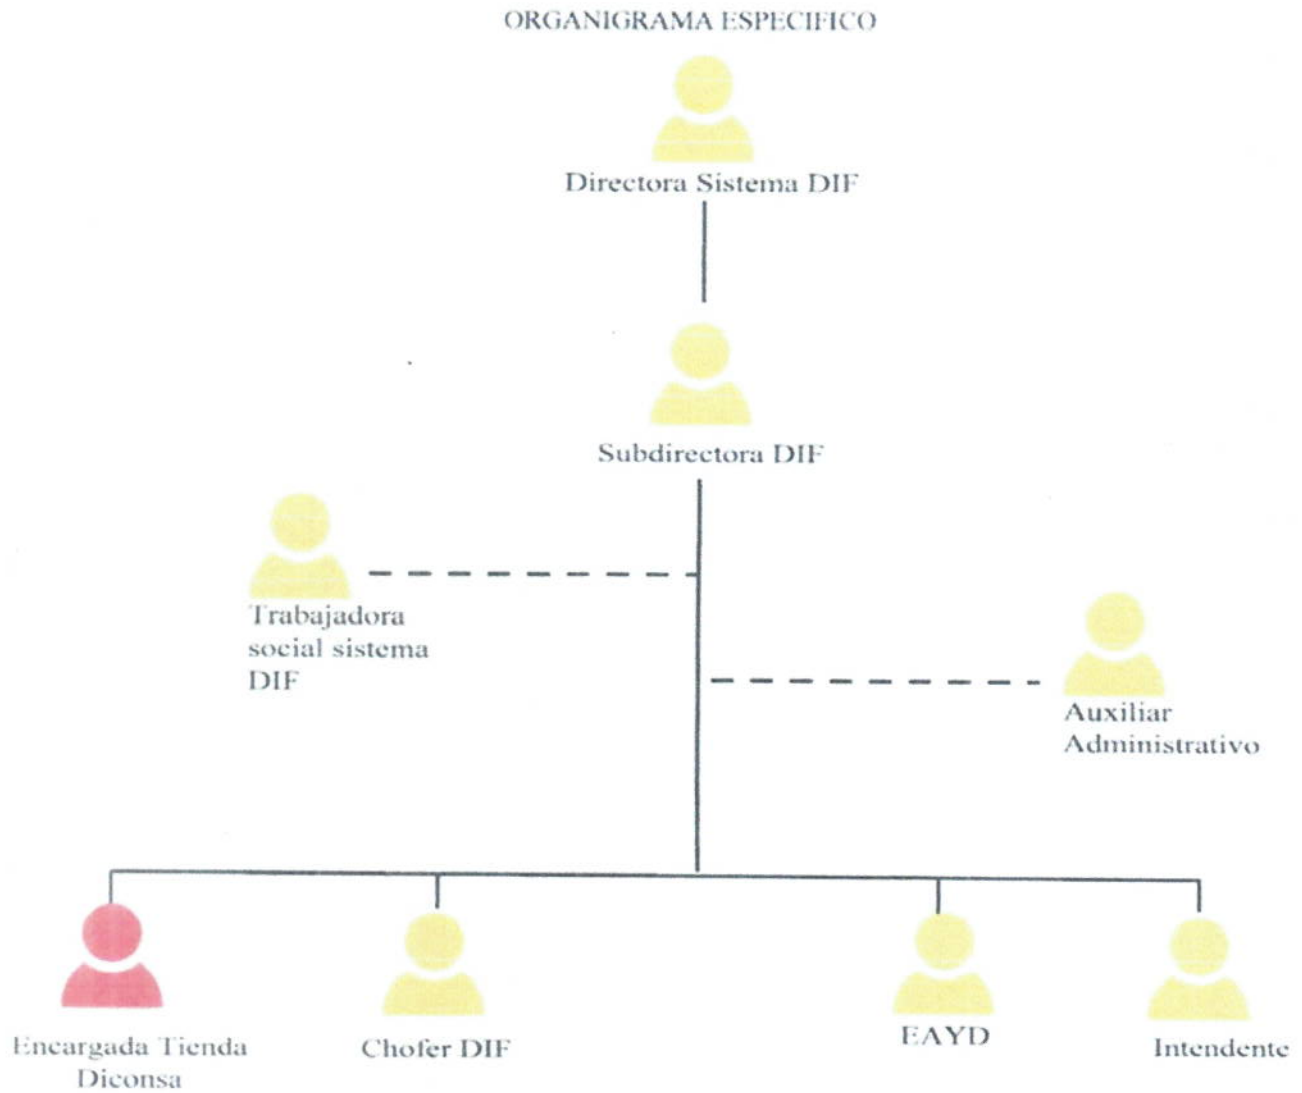 ORGANIGRAMA ESPECIFICO
Directora Sistema DIF
Subdirectora DIF
Trabajadora
social sistema
DIF
Auxiliar
Administrativo
Encargada Tienda
Diconsa
Chofer DIF
EAYD
Intendente